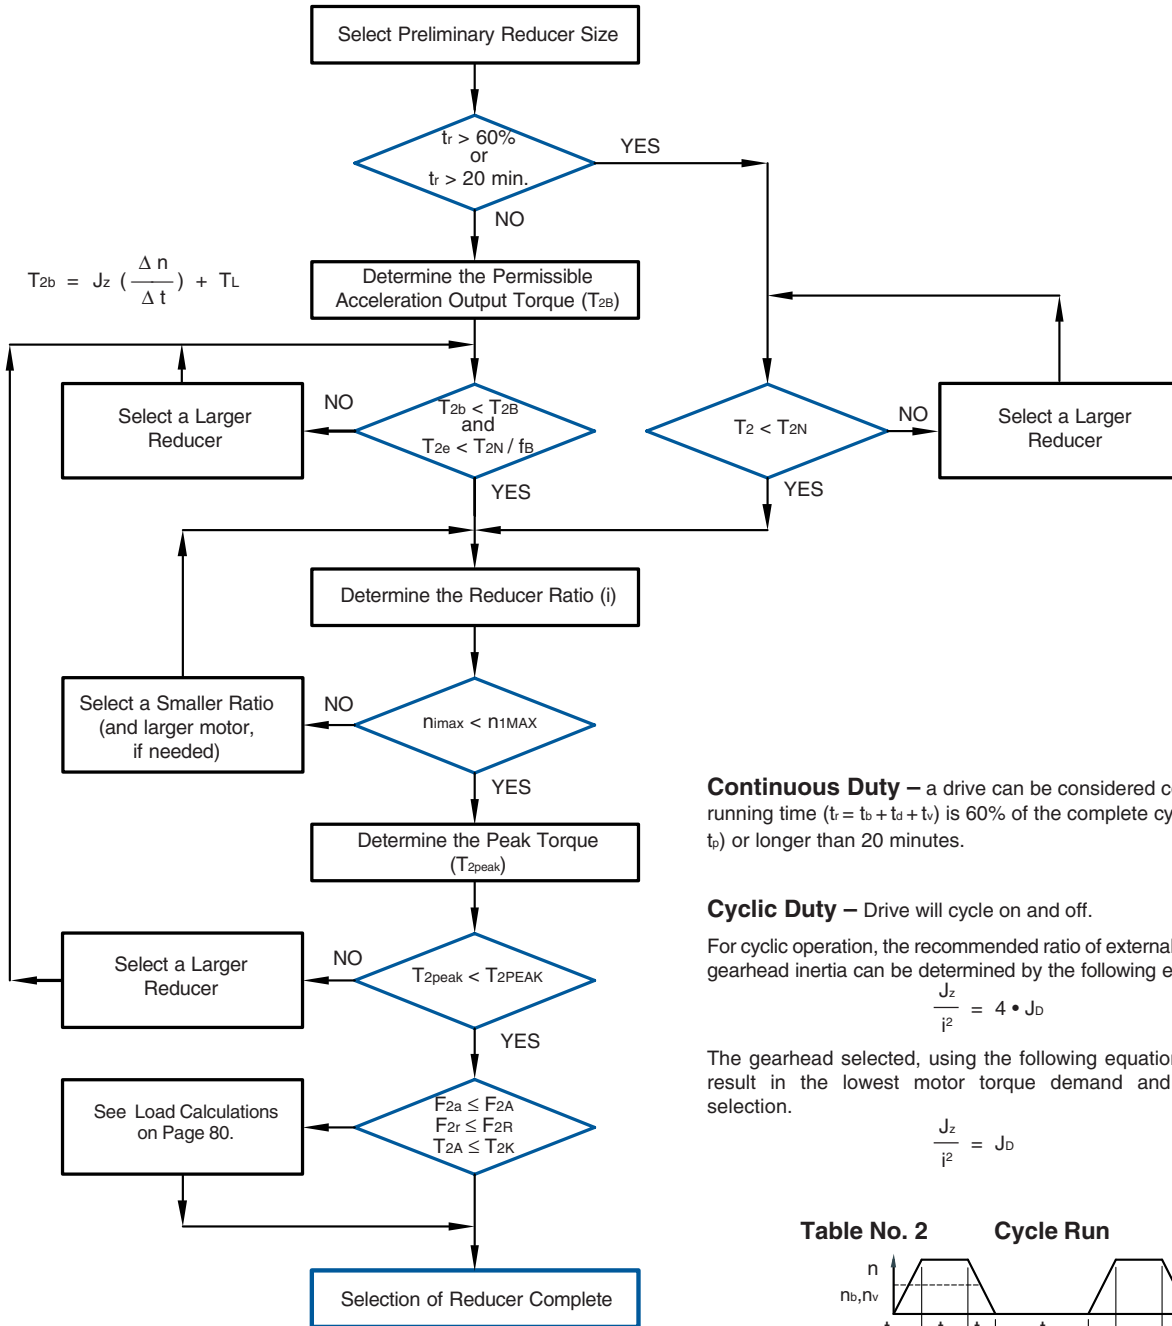 Select Preliminary Reducer Size
tr > 60%
or
tr > 20 min.
YES
NO
T2b = Jz ( Δ n / Δ t ) + TL
Determine the Permissible
Acceleration Output Torque (T2B)
Select a Larger
Reducer
NO
T2b < T2B
and
T2e < T2N / fB
YES
T2 < T2N
NO
YES
Select a Larger
Reducer
Determine the Reducer Ratio (i)
Select a Smaller Ratio
(and larger motor,
if needed)
NO
nimax < n1MAX
YES
Determine the Peak Torque
(T2peak)
Select a Larger
Reducer
NO
T2peak < T2PEAK
YES
See Load Calculations
on Page 80.
F2a ≤ F2A
F2r ≤ F2R
T2A ≤ T2K
Selection of Reducer Complete
Continuous Duty – a drive can be considered
running time (tr = tb + td + tv) is 60% of the complete
tp) or longer than 20 minutes.
Cyclic Duty – Drive will cycle on and off.
For cyclic operation, the recommended ratio of external
gearhead inertia can be determined by the following
Jz / i² = 4 • JD
The gearhead selected, using the following
result in the lowest motor torque demand and
selection.
Jz / i² = JD
Table No. 2 Cycle Run
n
nb,nv